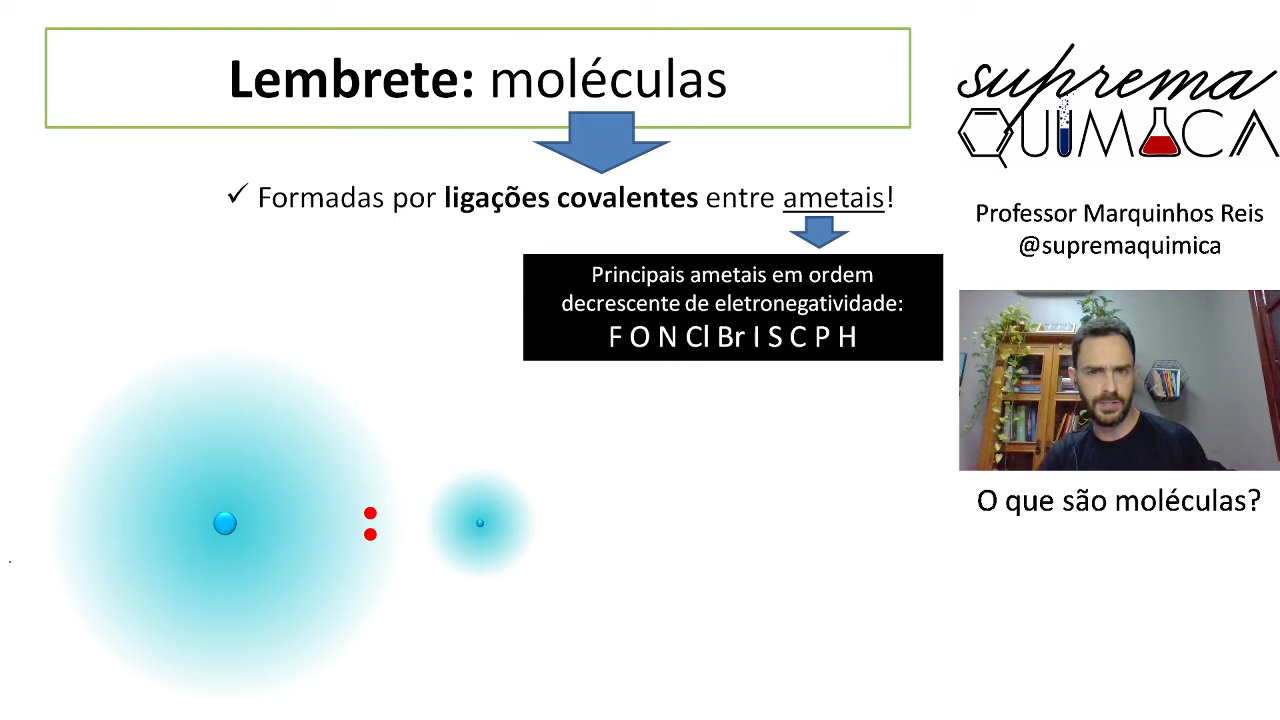 Lembrete: moléculas
✓ Formadas por ligações covalentes entre ametais!
Principais ametais em ordem
decrescente de eletronegatividade:
F O N Cl Br I S C P H
suprema
QUIMICA
Professor Marquinhos Reis
@supremaquimica
O que são moléculas?